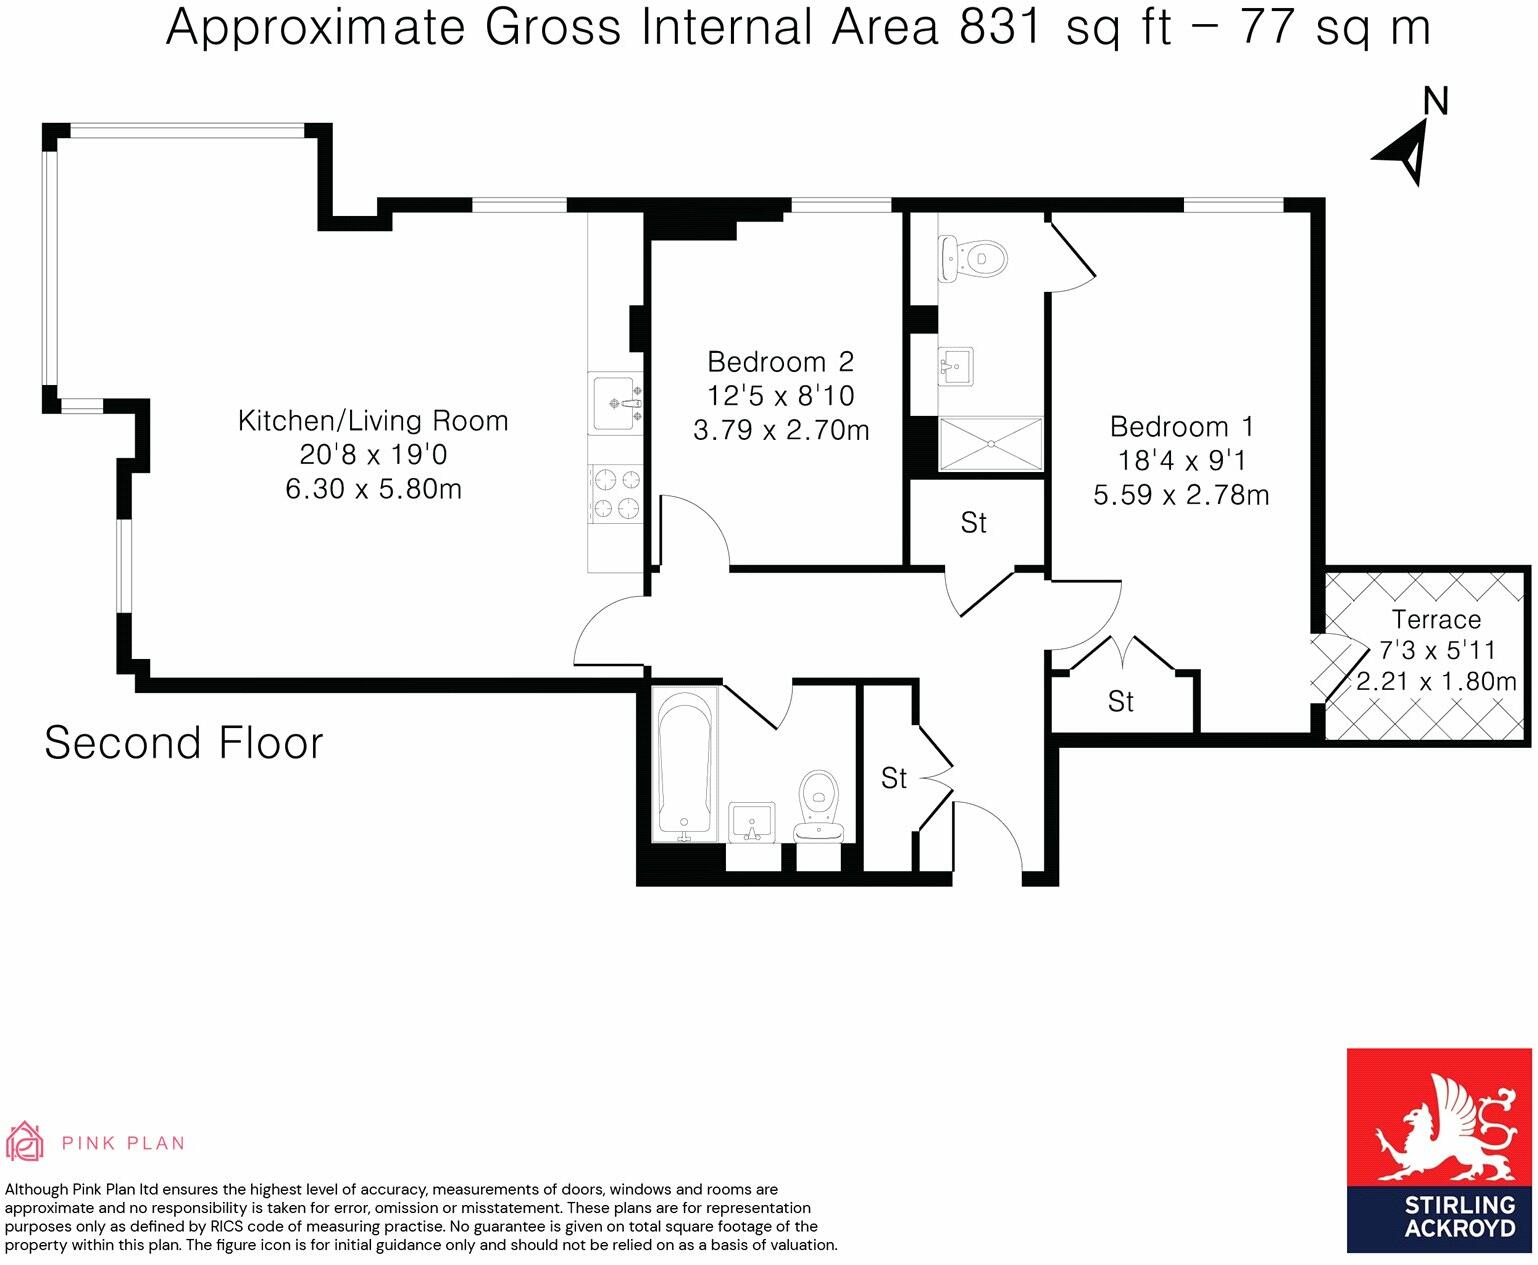 Approximate Gross Internal Area 831 sq ft – 77 sq m
N
Kitchen/Living Room
20'8 x 19'0
6.30 x 5.80m
Bedroom 2
12'5 x 8'10
3.79 x 2.70m
Bedroom 1
18'4 x 9'1
5.59 x 2.78m
St
Terrace
7'3 x 5'11
2.21 x 1.80m
St
St
Second Floor
PINK PLAN
Although Pink Plan ltd ensures the highest level of accuracy, measurements of doors, windows and rooms are
approximate and no responsibility is taken for error, omission or misstatement. These plans are for representation
purposes only as defined by RICS code of measuring practise. No guarantee is given on total square footage of the
property within this plan. The figure icon is for initial guidance only and should not be relied on as a basis of valuation.
STIRLING
ACKROYD